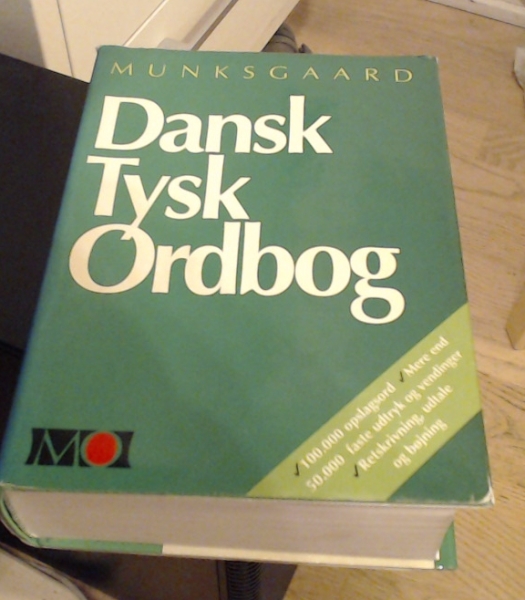 MUNKSGAARD
Dansk
Tysk
Ordbog
✓ 100.000 opslagsord ✓ Mere end
50.000 faste udtryk og vendinger
✓ Retskrivning, udtale
og bøjning
MO